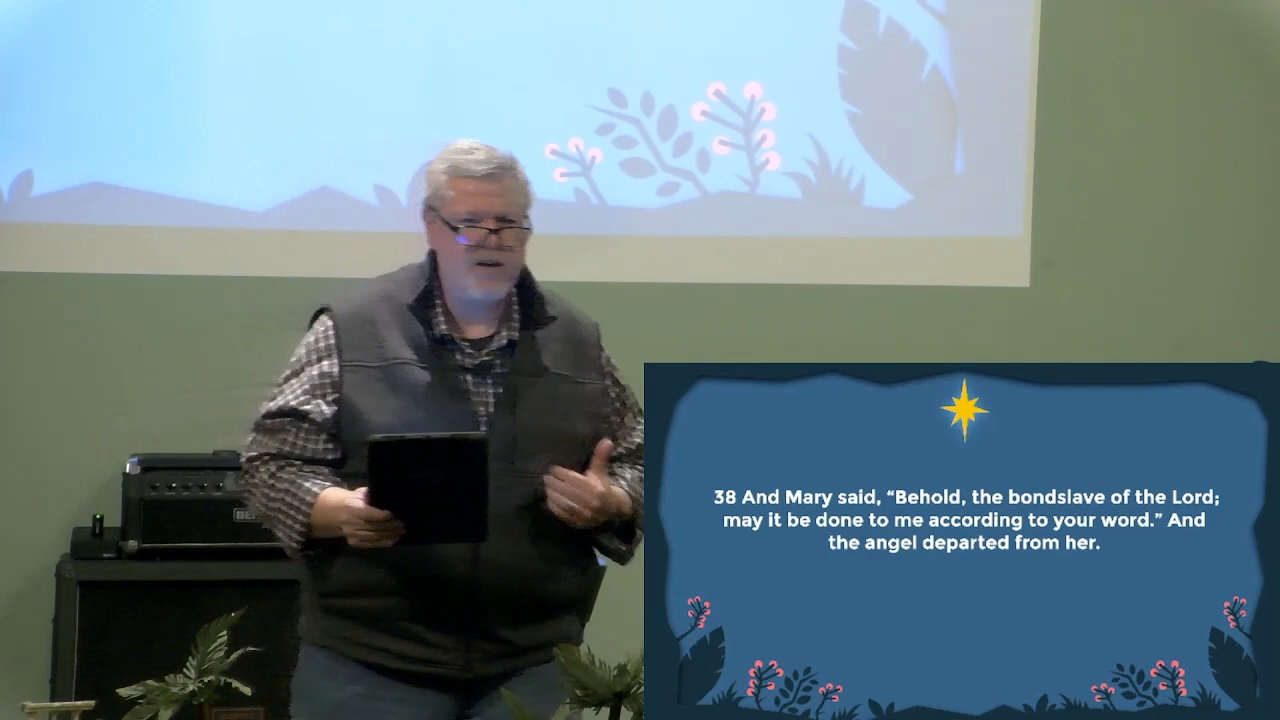 38 And Mary said, “Behold, the bondslave of the Lord;
may it be done to me according to your word.” And
the angel departed from her.